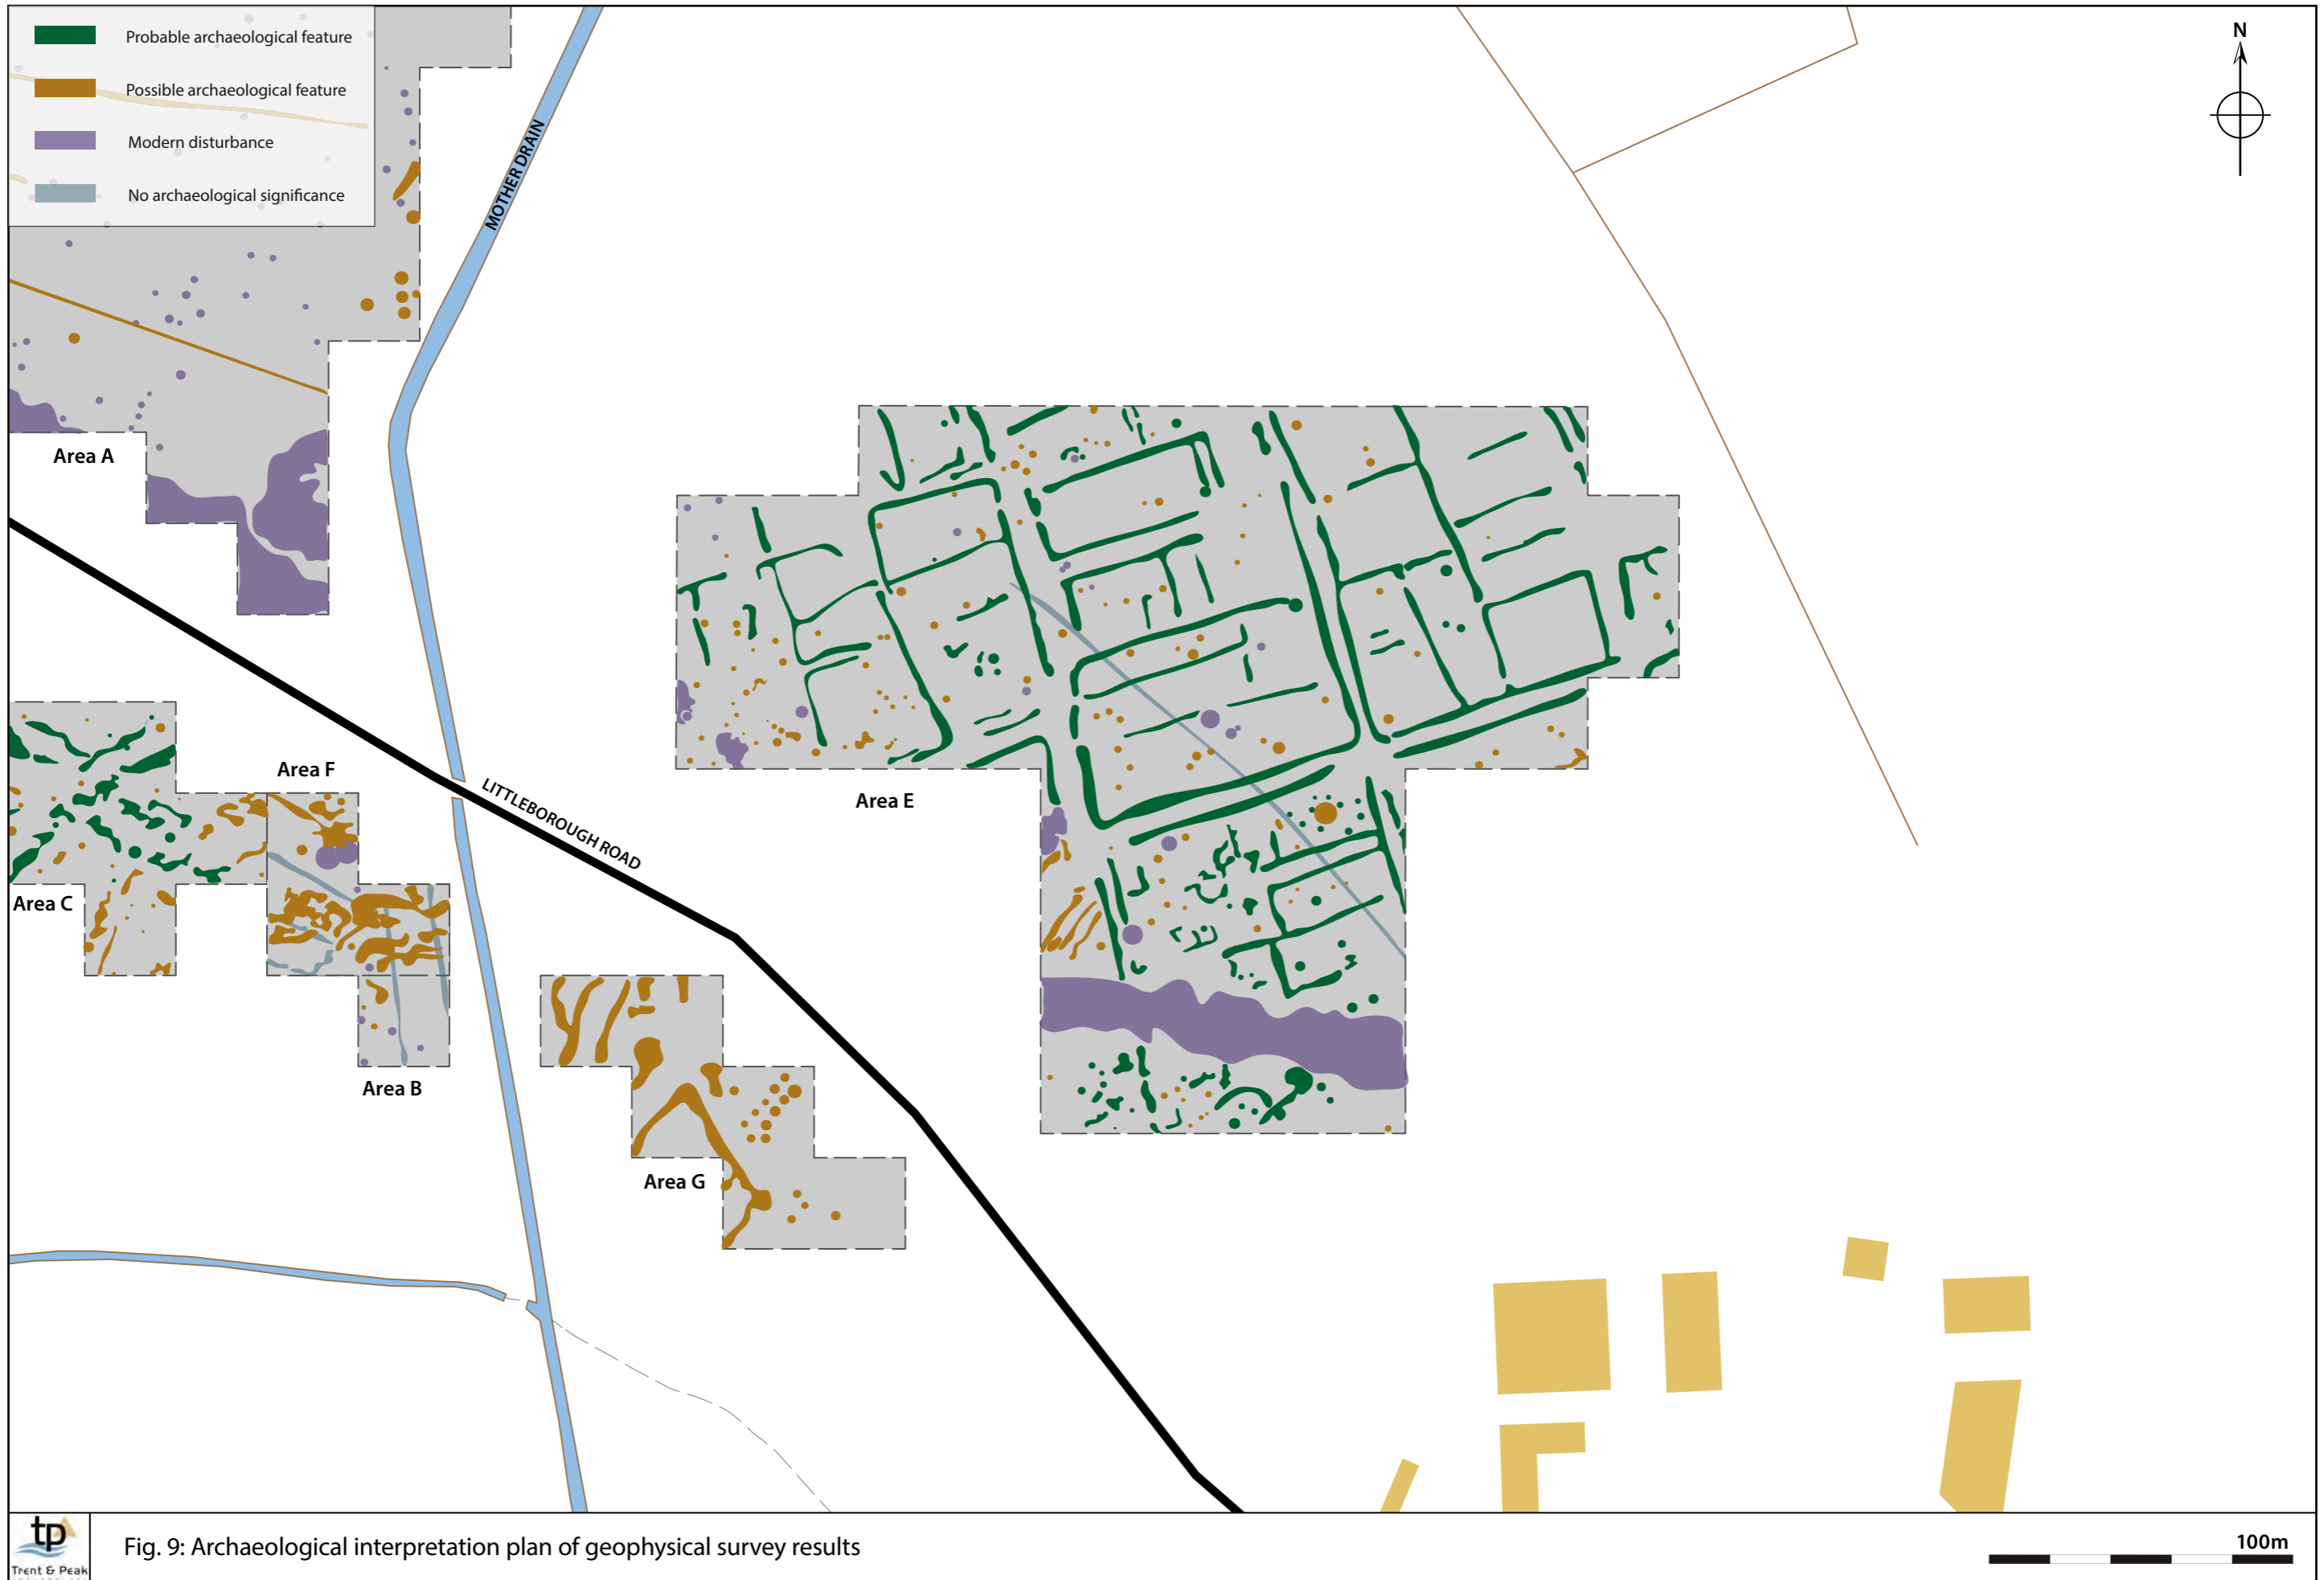 Probable archaeological feature
Possible archaeological feature
Modern disturbance
No archaeological significance
N
MOTHER DRAIN
Area A
Area F
LITTLEBOROUGH ROAD
Area E
Area C
Area B
Area G
tp
Trent & Peak
Fig. 9: Archaeological interpretation plan of geophysical survey results
100m